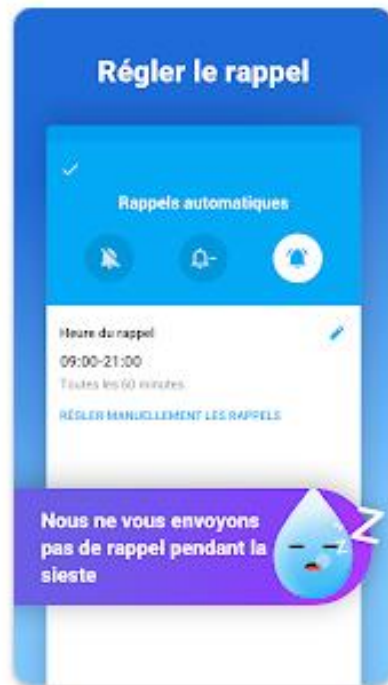 Régler le rappel
Rappels automatiques
Heure du rappel
09:00-21:00
Toutes les 60 minutes
RÉGLER MANUELLEMENT LES RAPPELS
Nous ne vous envoyons
pas de rappel pendant la
sieste
Z
z